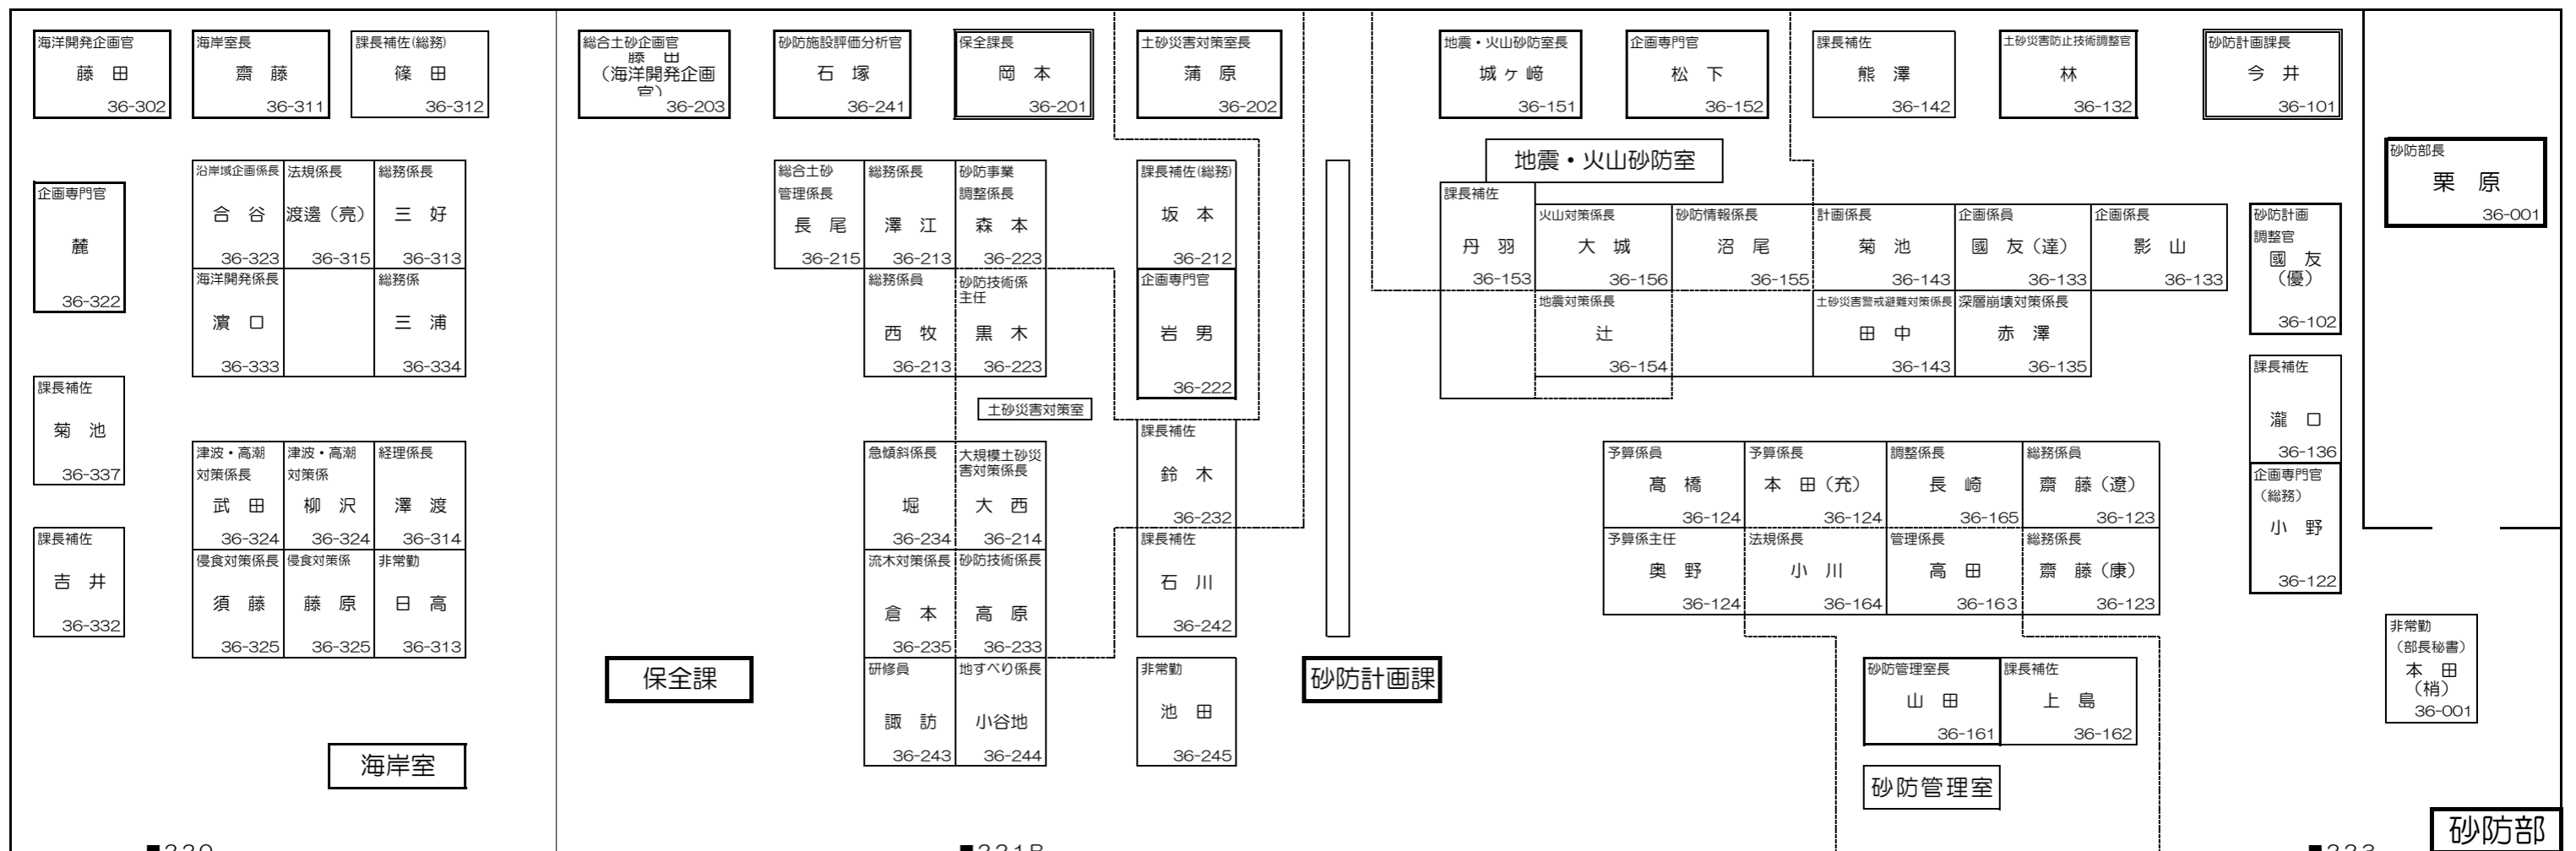 海洋開発企画官
藤　田
36-302
海岸室長
齋　藤
36-311
課長補佐(総務)
篠　田
36-312
総合土砂企画官
藤　田
（海洋開発企画
官）
36-203
砂防施設評価分析官
石　塚
36-241
保全課長
岡　本
36-201
土砂災害対策室長
蒲　原
36-202
地震・火山砂防室長
城ヶ﨑
36-151
企画専門官
松　下
36-152
課長補佐
熊　澤
36-142
土砂災害防止技術調整官
林
36-132
砂防計画課長
今　井
36-101
砂防部長
栗　原
36-001
企画専門官
麓
36-322
沿岸域企画係長
合　谷
36-323
法規係長
渡邊（亮）
36-315
総務係長
三　好
36-313
海洋開発係長
濵　口
36-333
総務係
三　浦
36-334
課長補佐
菊　池
36-337
課長補佐
吉　井
36-332
津波・高潮
対策係長
武　田
36-324
津波・高潮
対策係
柳　沢
36-324
経理係長
澤　渡
36-314
侵食対策係長
須　藤
36-325
侵食対策係
藤　原
36-325
非常勤
日　高
36-313
海岸室
総合土砂
管理係長
長　尾
36-215
総務係長
澤　江
36-213
砂防事業
調整係長
森　本
36-223
総務係員
西　牧
36-213
砂防技術係
主任
黒　木
36-223
課長補佐(総務)
坂　本
36-212
企画専門官
岩　男
36-222
土砂災害対策室
急傾斜係長
堀
36-234
大規模土砂災
害対策係長
大　西
36-214
流木対策係長
倉　本
36-235
砂防技術係長
高　原
36-233
研修員
諏　訪
36-243
地すべり係長
小谷地
36-244
課長補佐
鈴　木
36-232
課長補佐
石　川
36-242
非常勤
池　田
36-245
保全課
砂防計画課
地震・火山砂防室
課長補佐
丹　羽
36-153
火山対策係長
大　城
36-156
砂防情報係長
沼　尾
36-155
計画係長
菊　池
36-143
企画係員
國　友（達）
36-133
企画係長
影　山
36-133
地震対策係長
辻
36-154
土砂災害警戒避難対策係長
田　中
36-143
深層崩壊対策係長
赤　澤
36-135
砂防計画
調整官
國　友
（優）
36-102
課長補佐
瀧　口
36-136
企画専門官
（総務）
小　野
36-122
予算係員
髙　橋
36-124
予算係長
本　田（充）
36-124
調整係長
長　崎
36-165
総務係員
齋　藤（遼）
36-123
予算係主任
奥　野
36-124
法規係長
小　川
36-164
管理係長
高　田
36-163
総務係長
齋　藤（康）
36-123
砂防管理室長
山　田
36-161
課長補佐
上　島
36-162
砂防管理室
非常勤
（部長秘書）
本　田
（梢）
36-001
砂防部